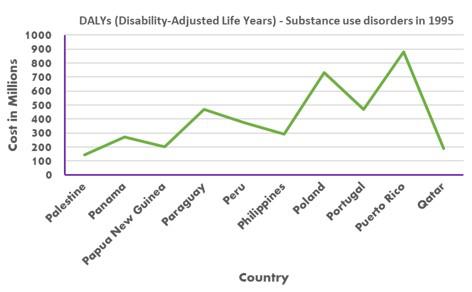 DALYs (Disability-Adjusted Life Years) - Substance use disorders in 1995
Cost in Millions
1000
900
800
700
600
500
400
300
200
100
0
Palestine
Panama
Papua New Guinea
Paraguay
Peru
Philippines
Poland
Portugal
Puerto Rico
Qatar
Country